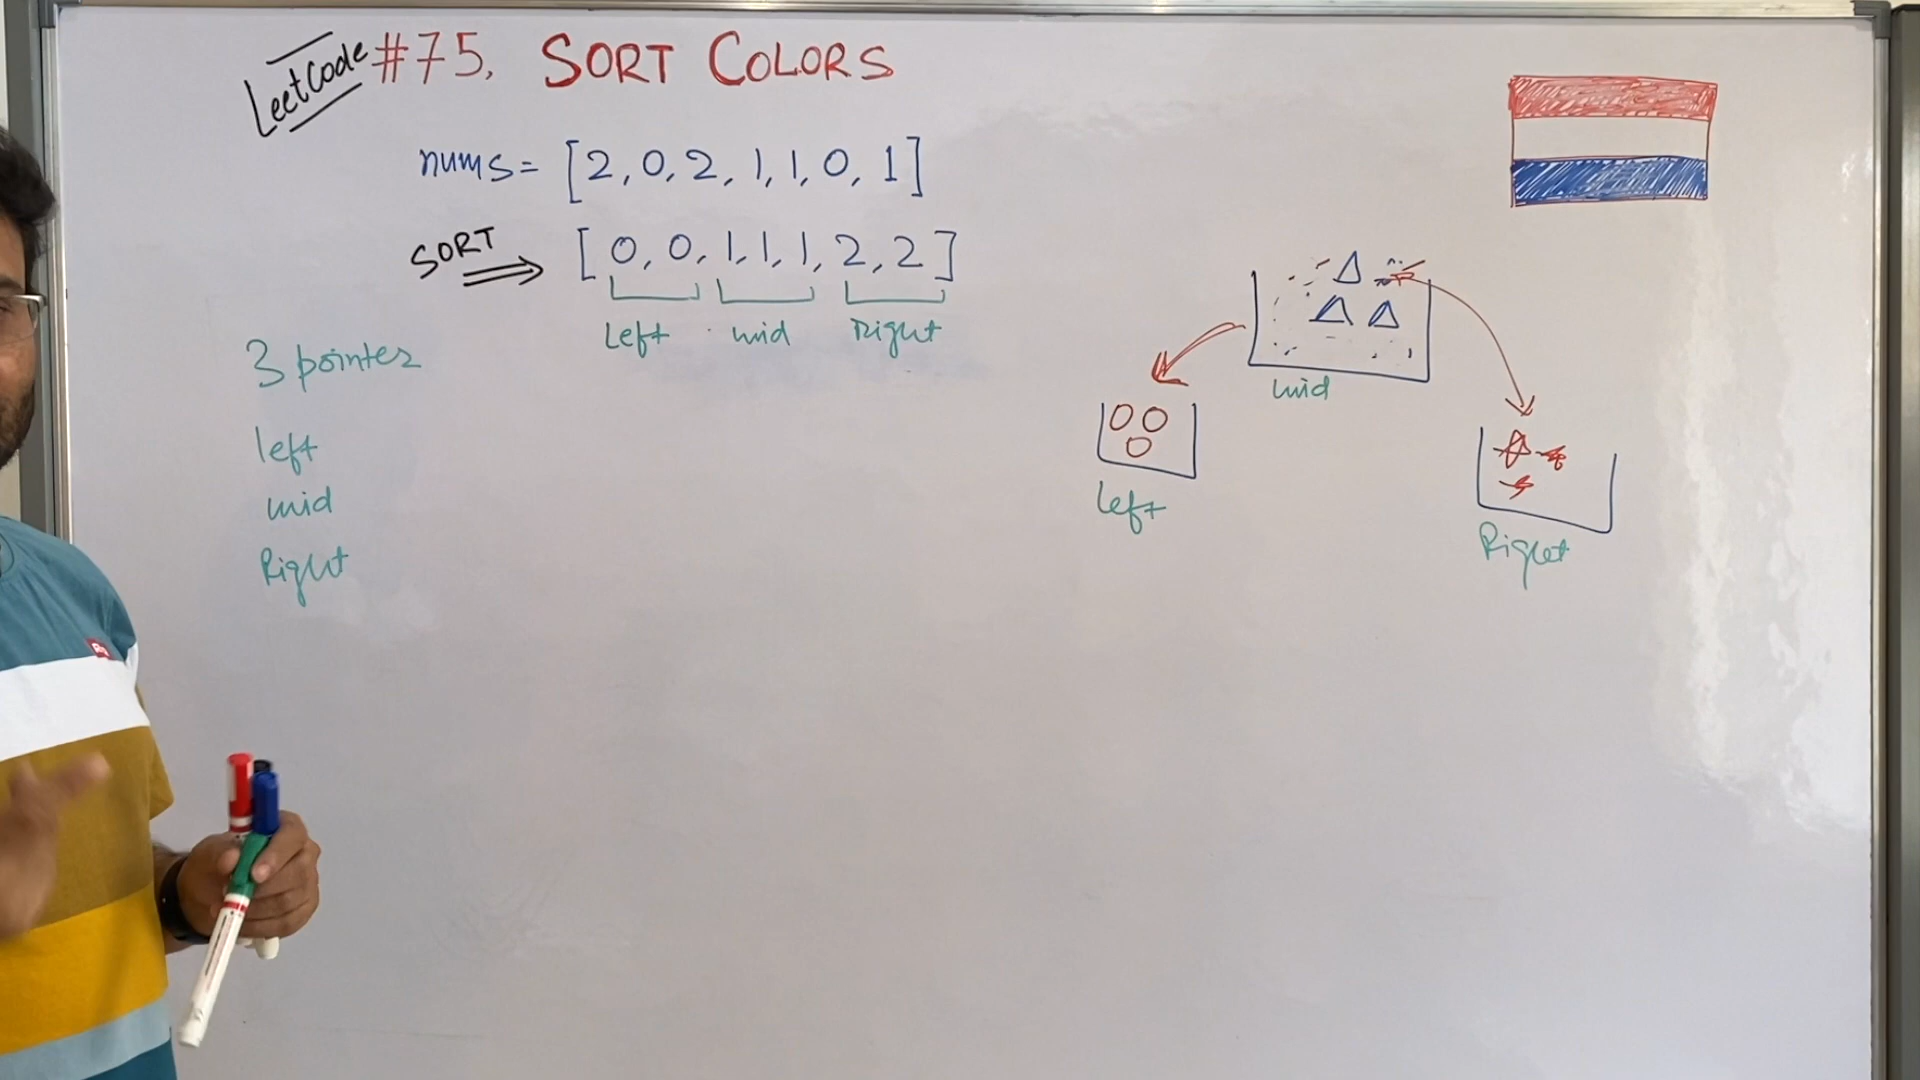 LeetCode #75. SORT COLORS
nums = [2, 0, 2, 1, 1, 0, 1]
SORT [0, 0, 1, 1, 1, 2, 2]
Left mid Right
3 pointer
left
mid
Right
mid
Left
Right